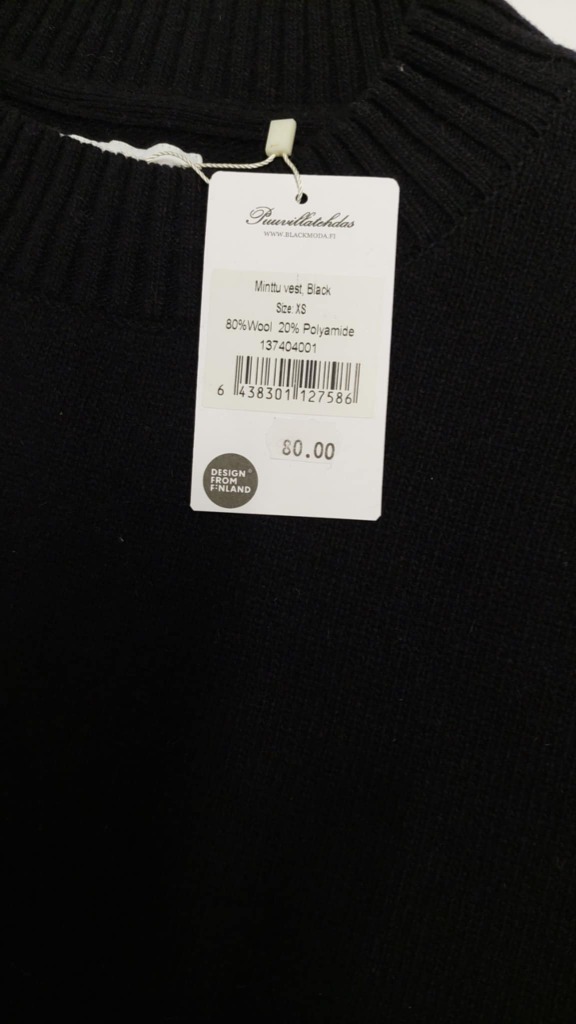 Puuvillatehdas
WWW.BLACKMODA.FI
Minttu vest, Black
Size: XS
80%Wool 20% Polyamide
137404001
6 438301 127586
80.00
DESIGN
FROM
FINLAND